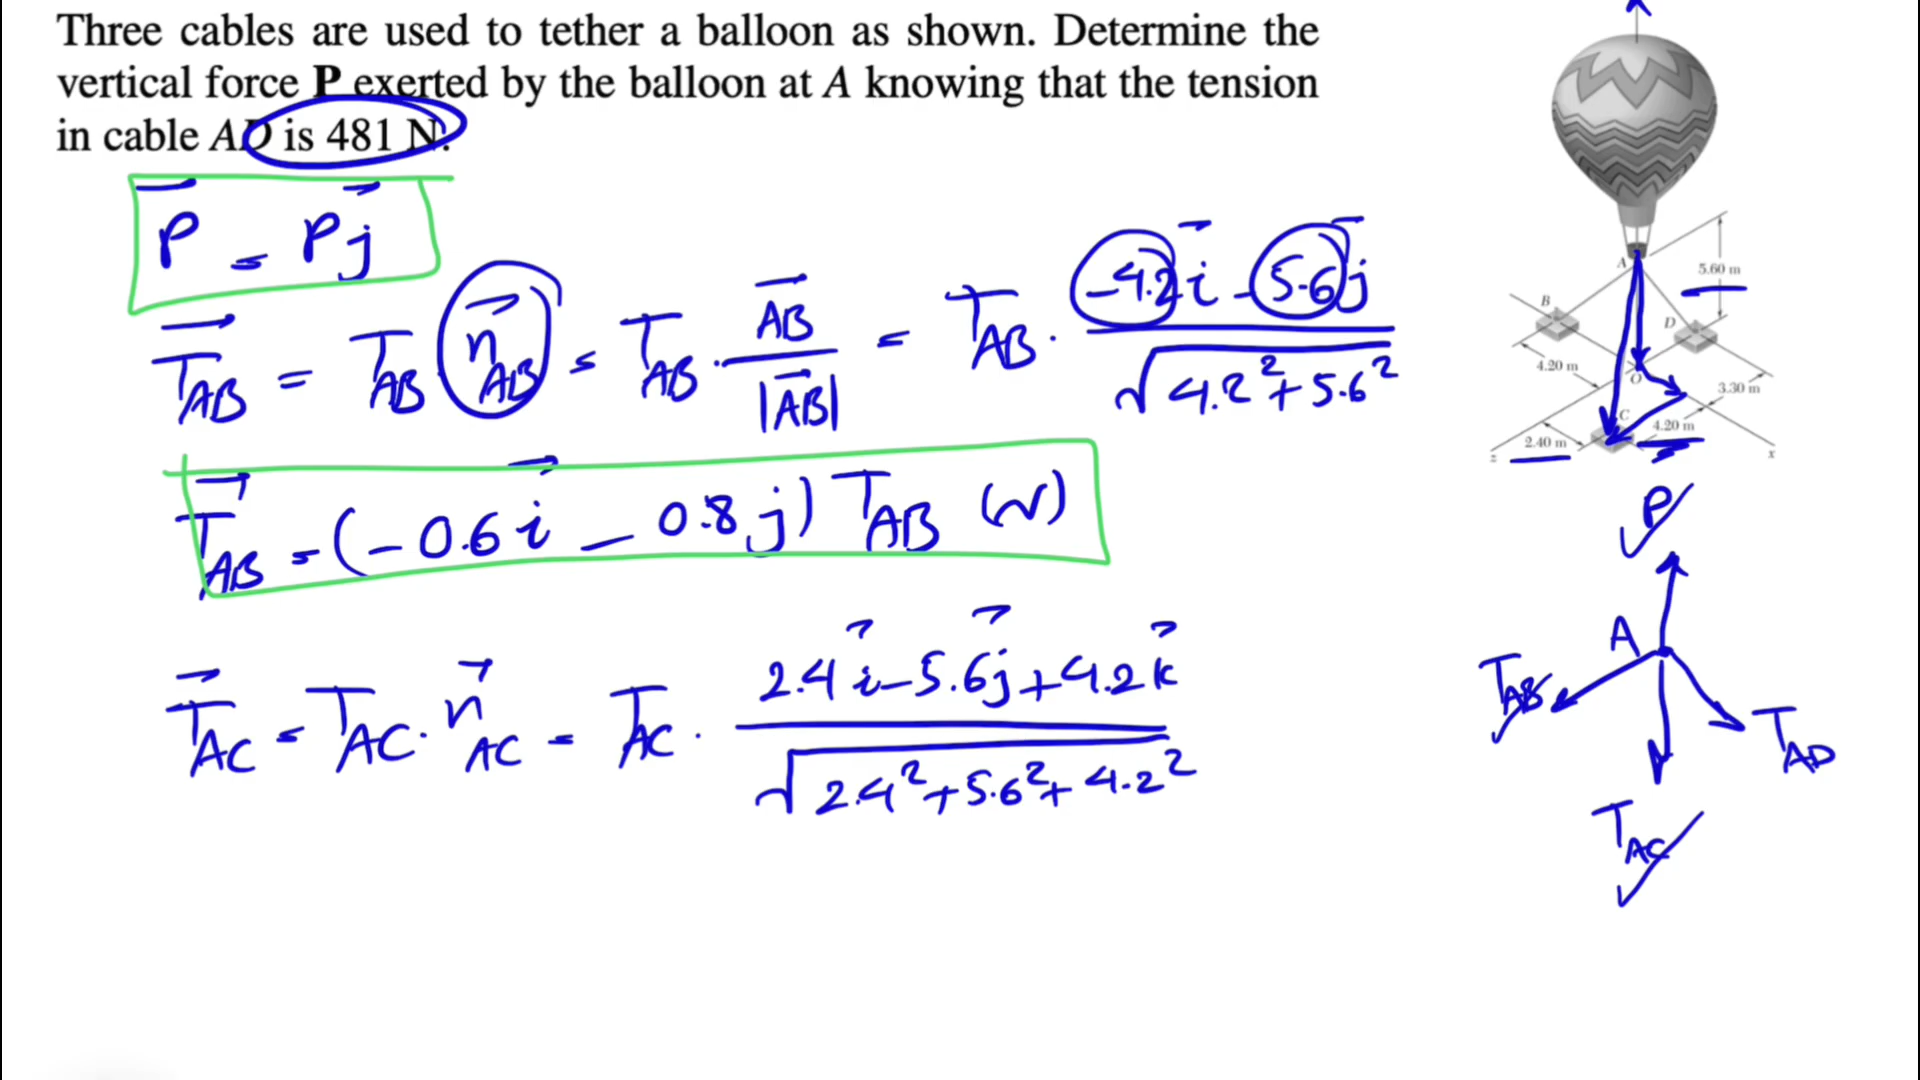 Three cables are used to tether a balloon as shown. Determine the
vertical force P exerted by the balloon at A knowing that the tension
in cable AD is 481 N.
P = Pj
T_AB = T_AB n_AB = T_AB · AB / |AB| = T_AB · (-4.2i - 5.6j) / √(4.2² + 5.6²)
T_AB = (-0.6i - 0.8j) T_AB (N)
T_AC = T_AC · n_AC = T_AC · (2.4i - 5.6j + 4.2k) / √(2.4² + 5.6² + 4.2²)
A
5.60 m
B
D
4.20 m
O
3.30 m
C
4.20 m
2.40 m
z
x
P
A
T_AB
T_AD
T_AC